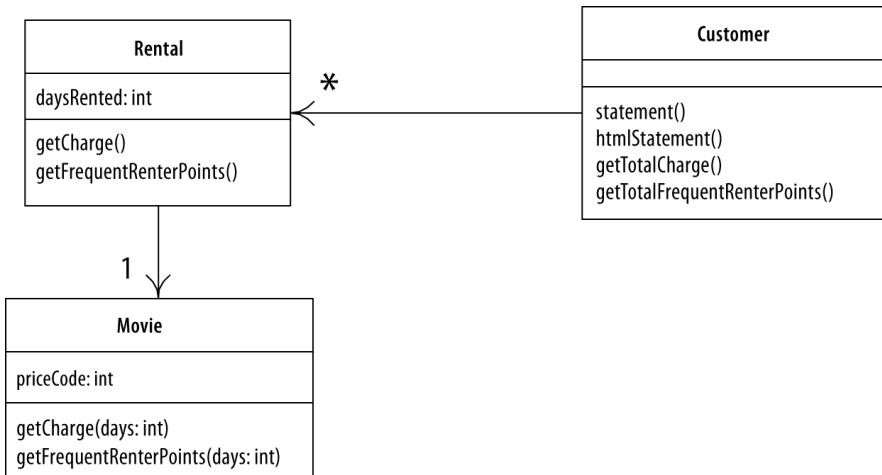 Rental
daysRented: int
getCharge()
getFrequentRenterPoints()
*
Customer
statement()
htmlStatement()
getTotalCharge()
getTotalFrequentRenterPoints()
1
Movie
priceCode: int
getCharge(days: int)
getFrequentRenterPoints(days: int)